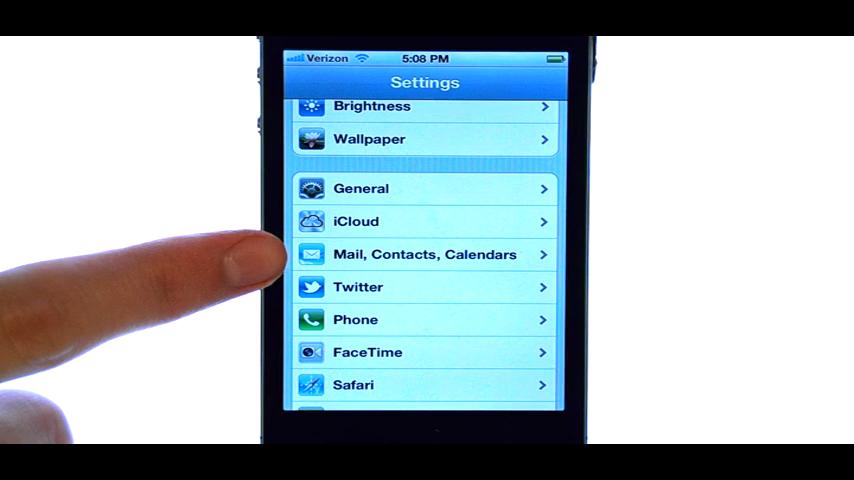 Verizon 5:08 PM
Settings
Brightness
Wallpaper
General
iCloud
Mail, Contacts, Calendars
Twitter
Phone
FaceTime
Safari